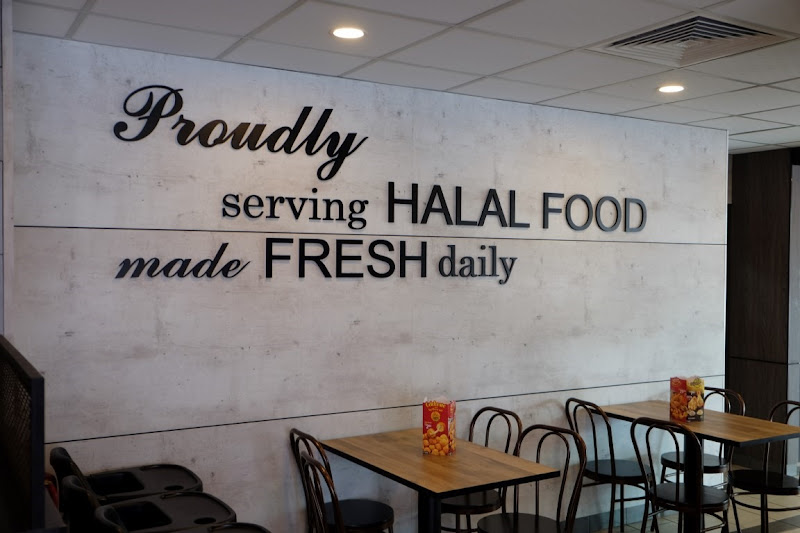 Proudly
serving HALAL FOOD
made FRESH daily